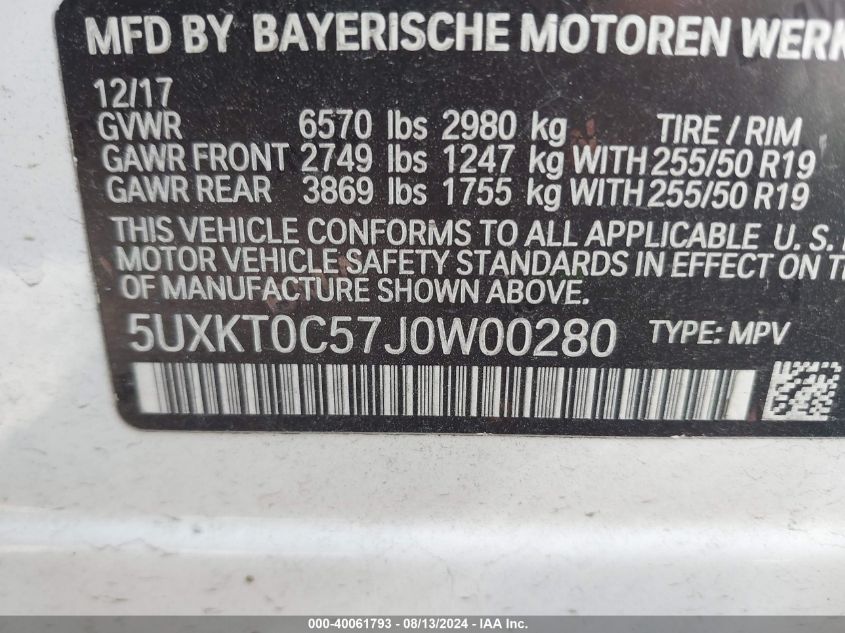 MFD BY BAYERISCHE MOTOREN WERK
12/17
GVWR 6570 lbs 2980 kg TIRE / RIM
GAWR FRONT 2749 lbs 1247 kg WITH 255/50 R19
GAWR REAR 3869 lbs 1755 kg WITH 255/50 R19
THIS VEHICLE CONFORMS TO ALL APPLICABLE U. S.
MOTOR VEHICLE SAFETY STANDARDS IN EFFECT ON
OF MANUFACTURE SHOWN ABOVE.
5UXKT0C57J0W00280 TYPE: MPV
000-40061793 - 08/13/2024 - IAA Inc.